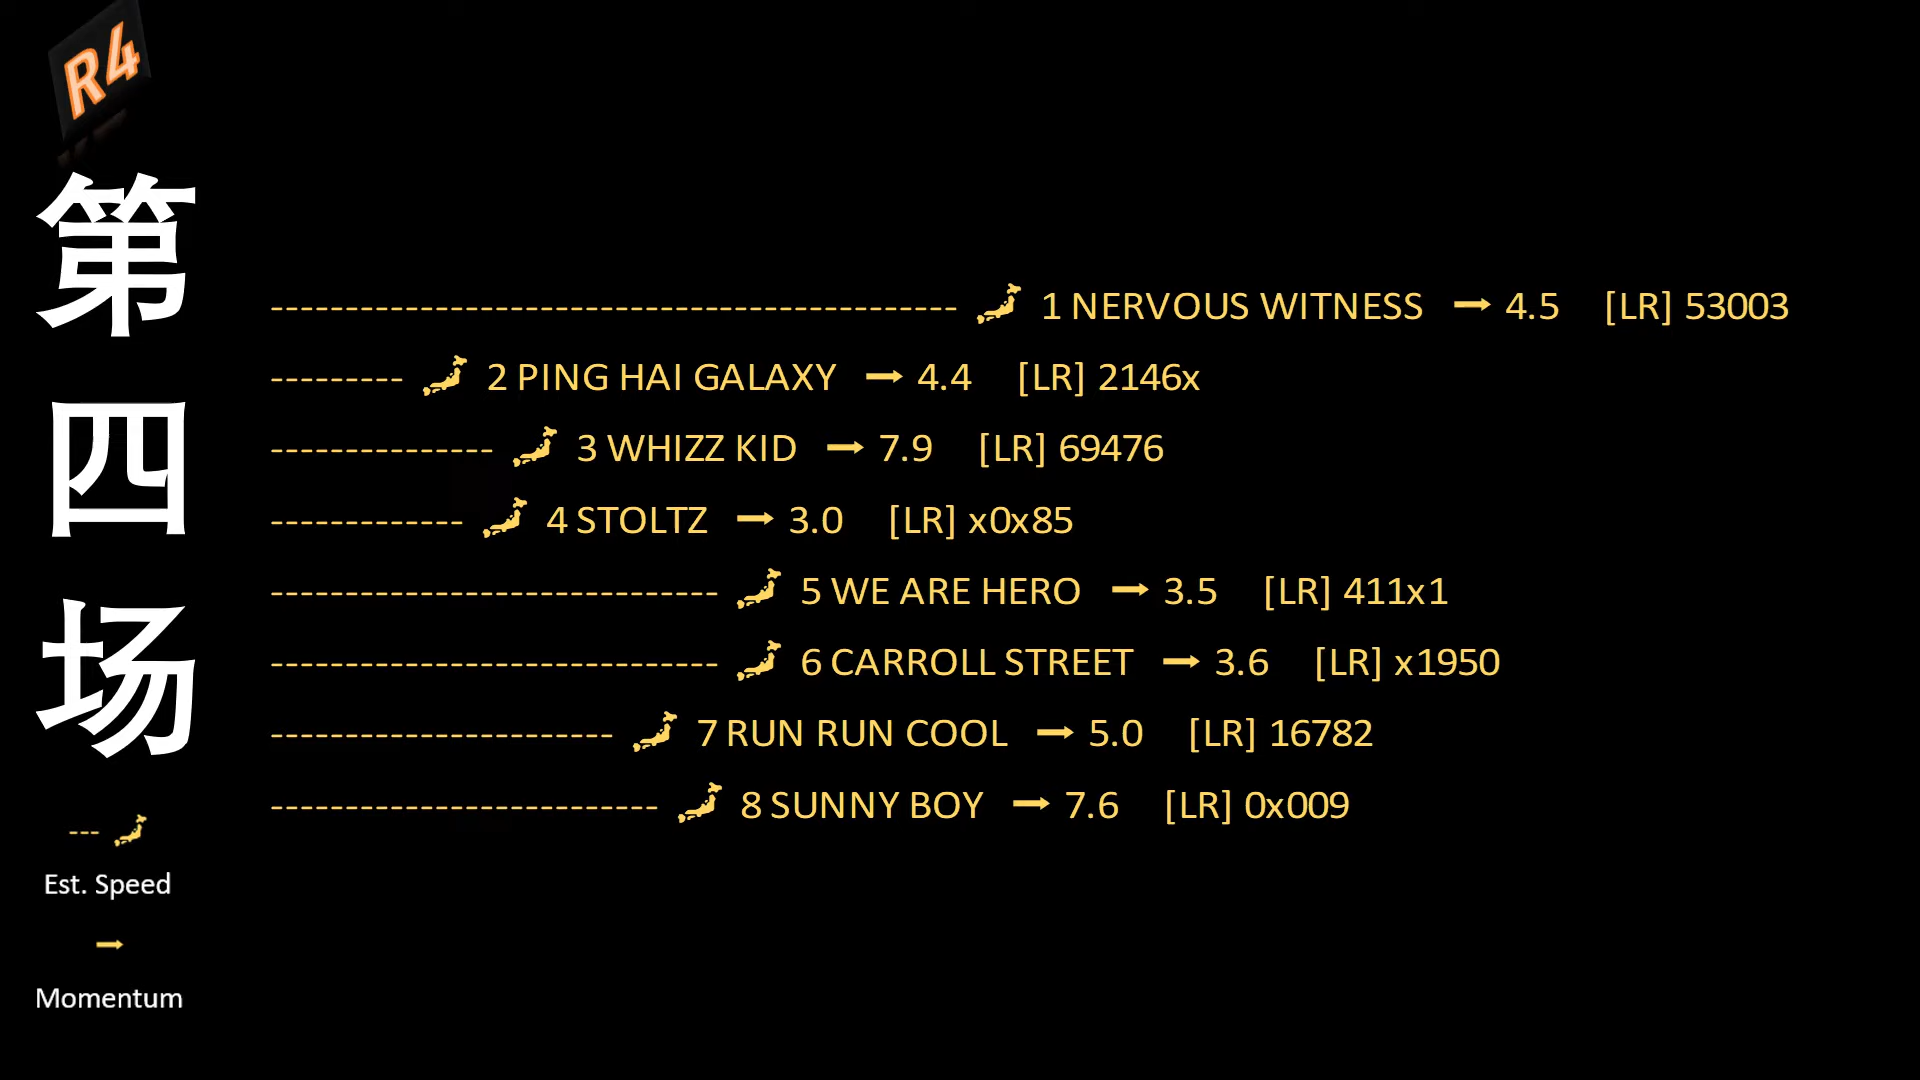 R4
第
四
场
---------------------------------------------- 1 NERVOUS WITNESS → 4.5 [LR] 53003
--------- 2 PING HAI GALAXY → 4.4 [LR] 2146x
--------------- 3 WHIZZ KID → 7.9 [LR] 69476
------------- 4 STOLTZ → 3.0 [LR] x0x85
------------------------------ 5 WE ARE HERO → 3.5 [LR] 411x1
------------------------------ 6 CARROLL STREET → 3.6 [LR] x1950
----------------------- 7 RUN RUN COOL → 5.0 [LR] 16782
-------------------------- 8 SUNNY BOY → 7.6 [LR] 0x009
---
Est. Speed
→
Momentum